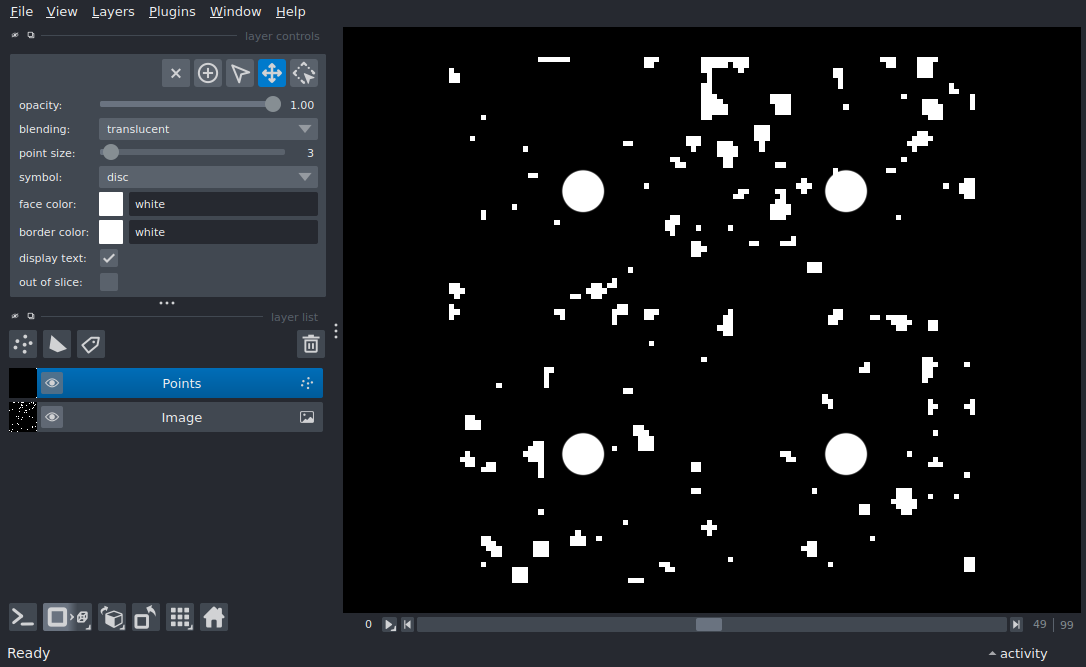 File View Layers Plugins Window Help
layer controls
opacity: 1.00
blending: translucent
point size: 3
symbol: disc
face color: white
border color: white
display text:
out of slice:
layer list
Points
Image
0 49 99
Ready activity